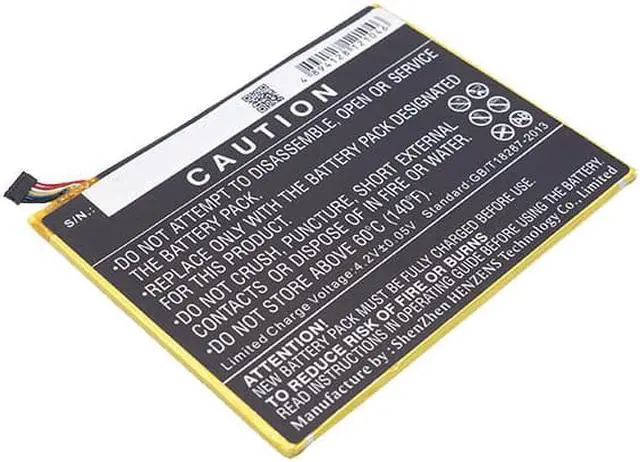 4894128121046
CAUTION
S/N:
•DO NOT ATTEMPT TO DISASSEMBLE, OPEN OR SERVICE
THE BATTERY PACK.
•REPLACE ONLY WITH THE BATTERY PACK DESIGNATED
FOR THIS PRODUCT
•DO NOT CRUSH, PUNCTURE, SHORT EXTERNAL
CONTACTS OR DISPOSE OF IN FIRE OR WATER.
•DO NOT STORE ABOVE 60℃ (140℉).
Limited Charge Voltage:4.2V±0.05V Standard:GB/T18287-2013
ATTENTION!
NEW BATTERY PACK MUST BE FULLY CHARGED BEFORE USE.
TO REDUCE RISK OF FIRE OR BURNS
FOLLOW INSTRUCTIONS IN OPERATING GUIDE BEFORE USE
Manufacture by:ShenZhen HENZENS Technology Co., Limited